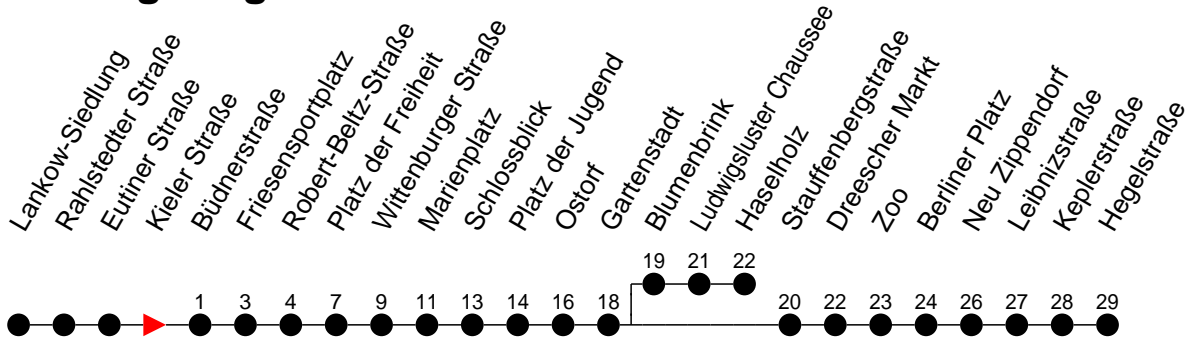 Lankow-Siedlung
Rahlstedter Straße
Eutiner Straße
Kieler Straße
Büdnerstraße
Friesensportplatz
Robert-Beltz-Straße
Platz der Freiheit
Wittenburger Straße
Marienplatz
Schlossblick
Platz der Jugend
Ostorf
Gartenstadt
Blumenbrink
Ludwigsluster Chaussee
Haselholz
Stauffenbergstraße
Dreescher Markt
Zoo
Berliner Platz
Neu Zippendorf
Leibnizstraße
Keplerstraße
Hegelstraße
19 21 22
1 3 4 7 9 11 13 14 16 18 20 22 23 24 26 27 28 29